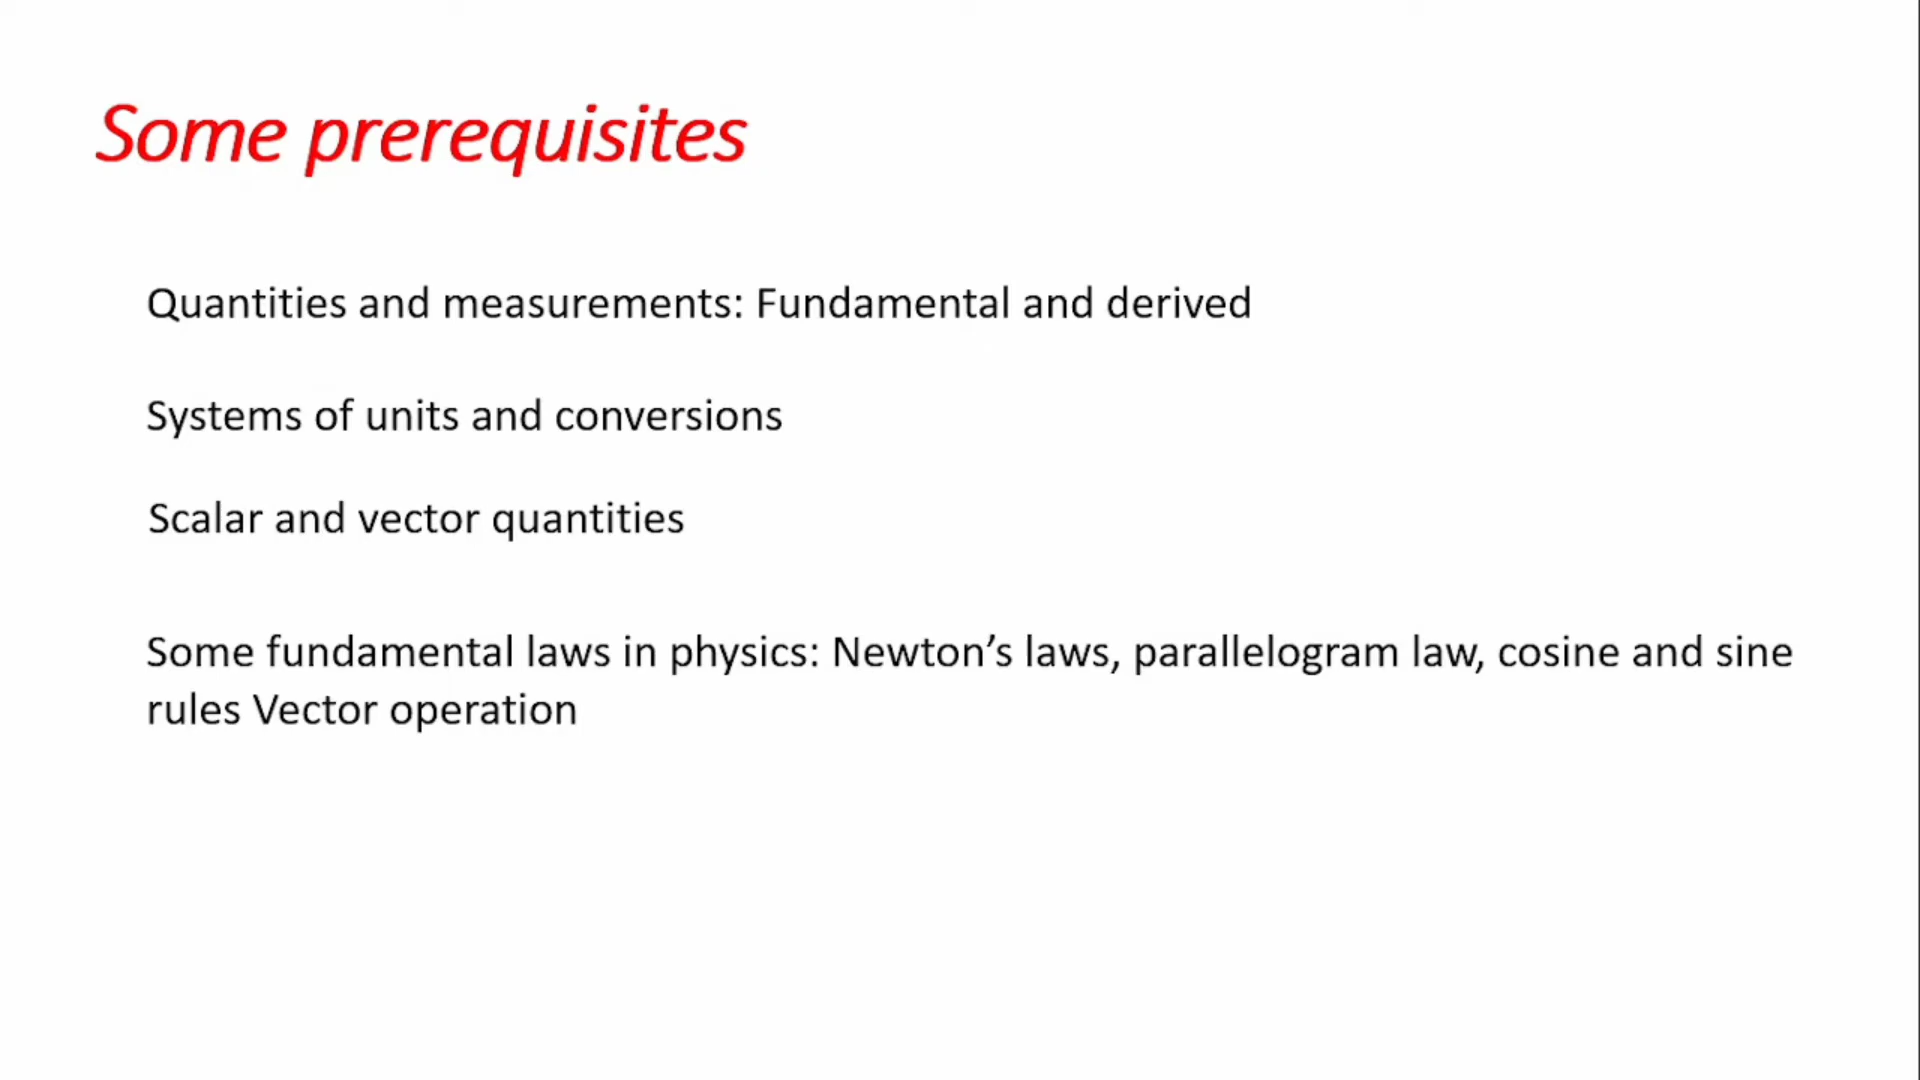 Some prerequisites
Quantities and measurements: Fundamental and derived
Systems of units and conversions
Scalar and vector quantities
Some fundamental laws in physics: Newton’s laws, parallelogram law, cosine and sine
rules Vector operation